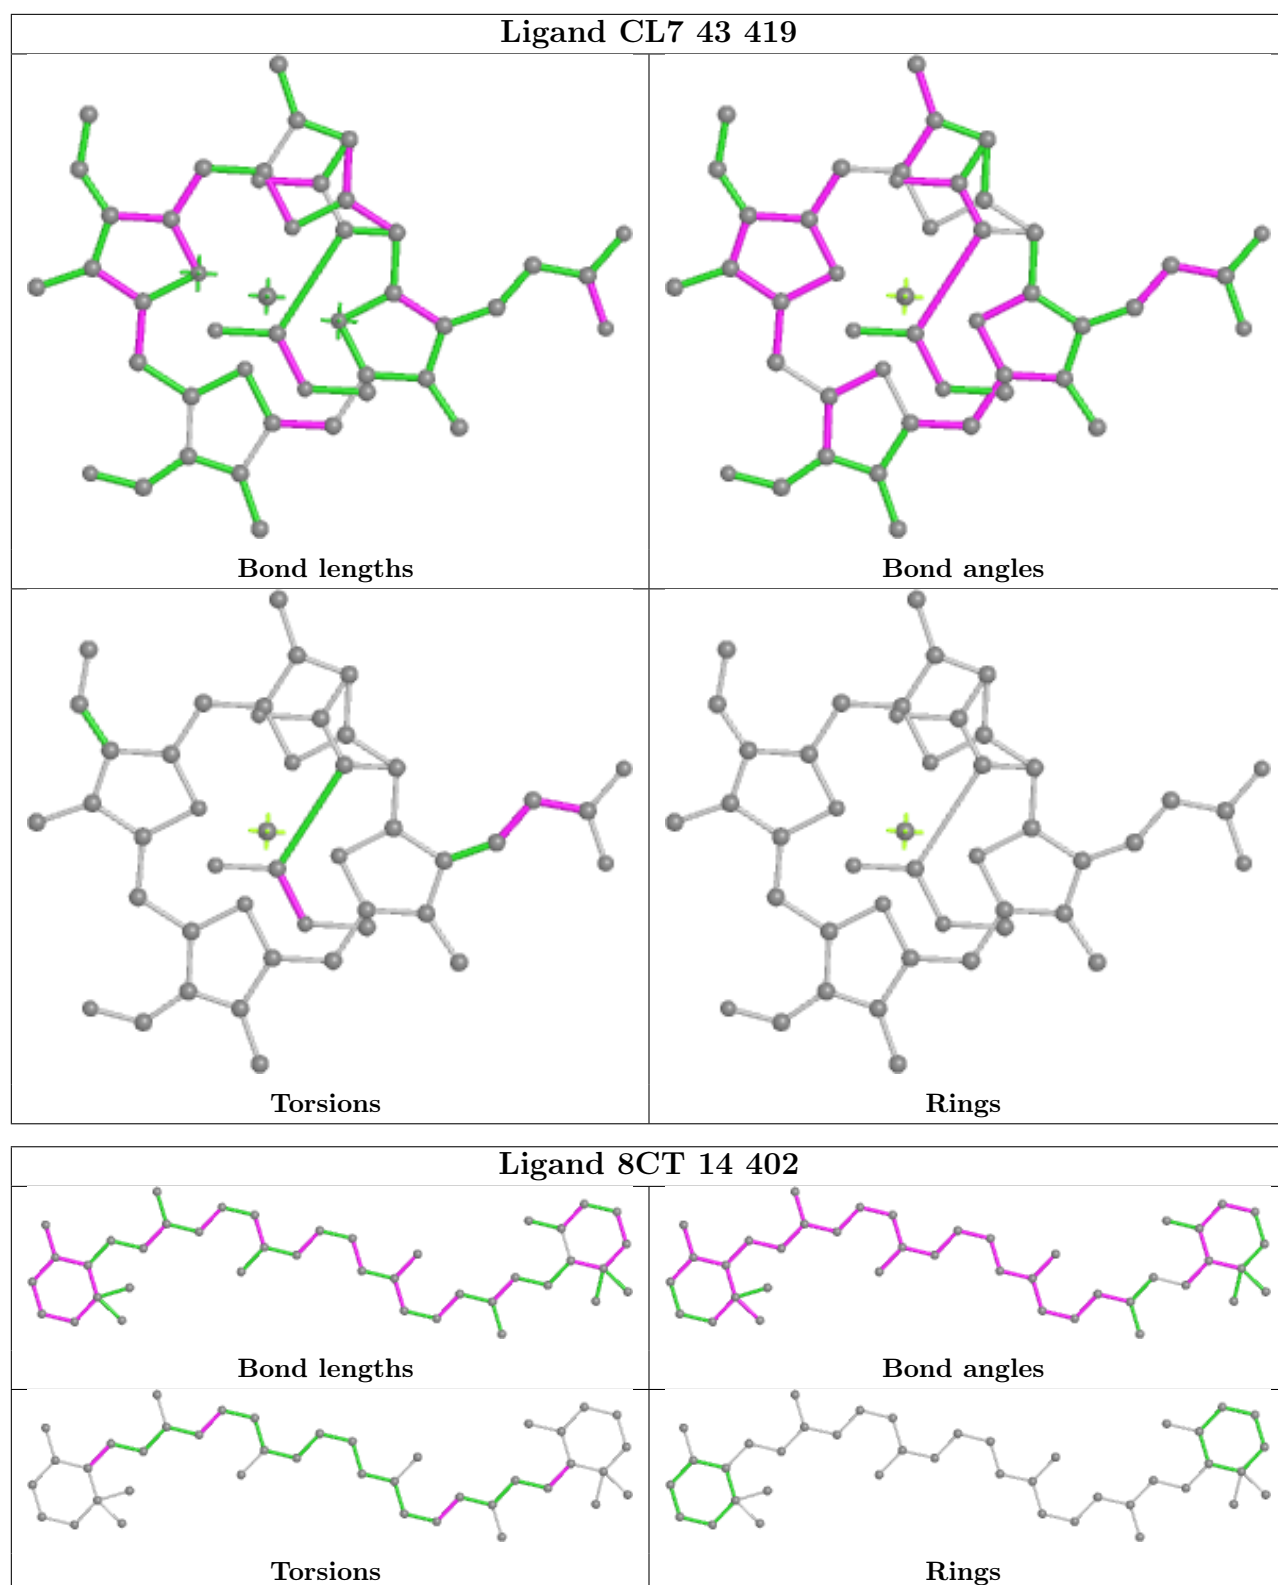 Ligand CL7 43 419
Bond lengths
Bond angles
Torsions
Rings
Ligand 8CT 14 402
Bond lengths
Bond angles
Torsions
Rings